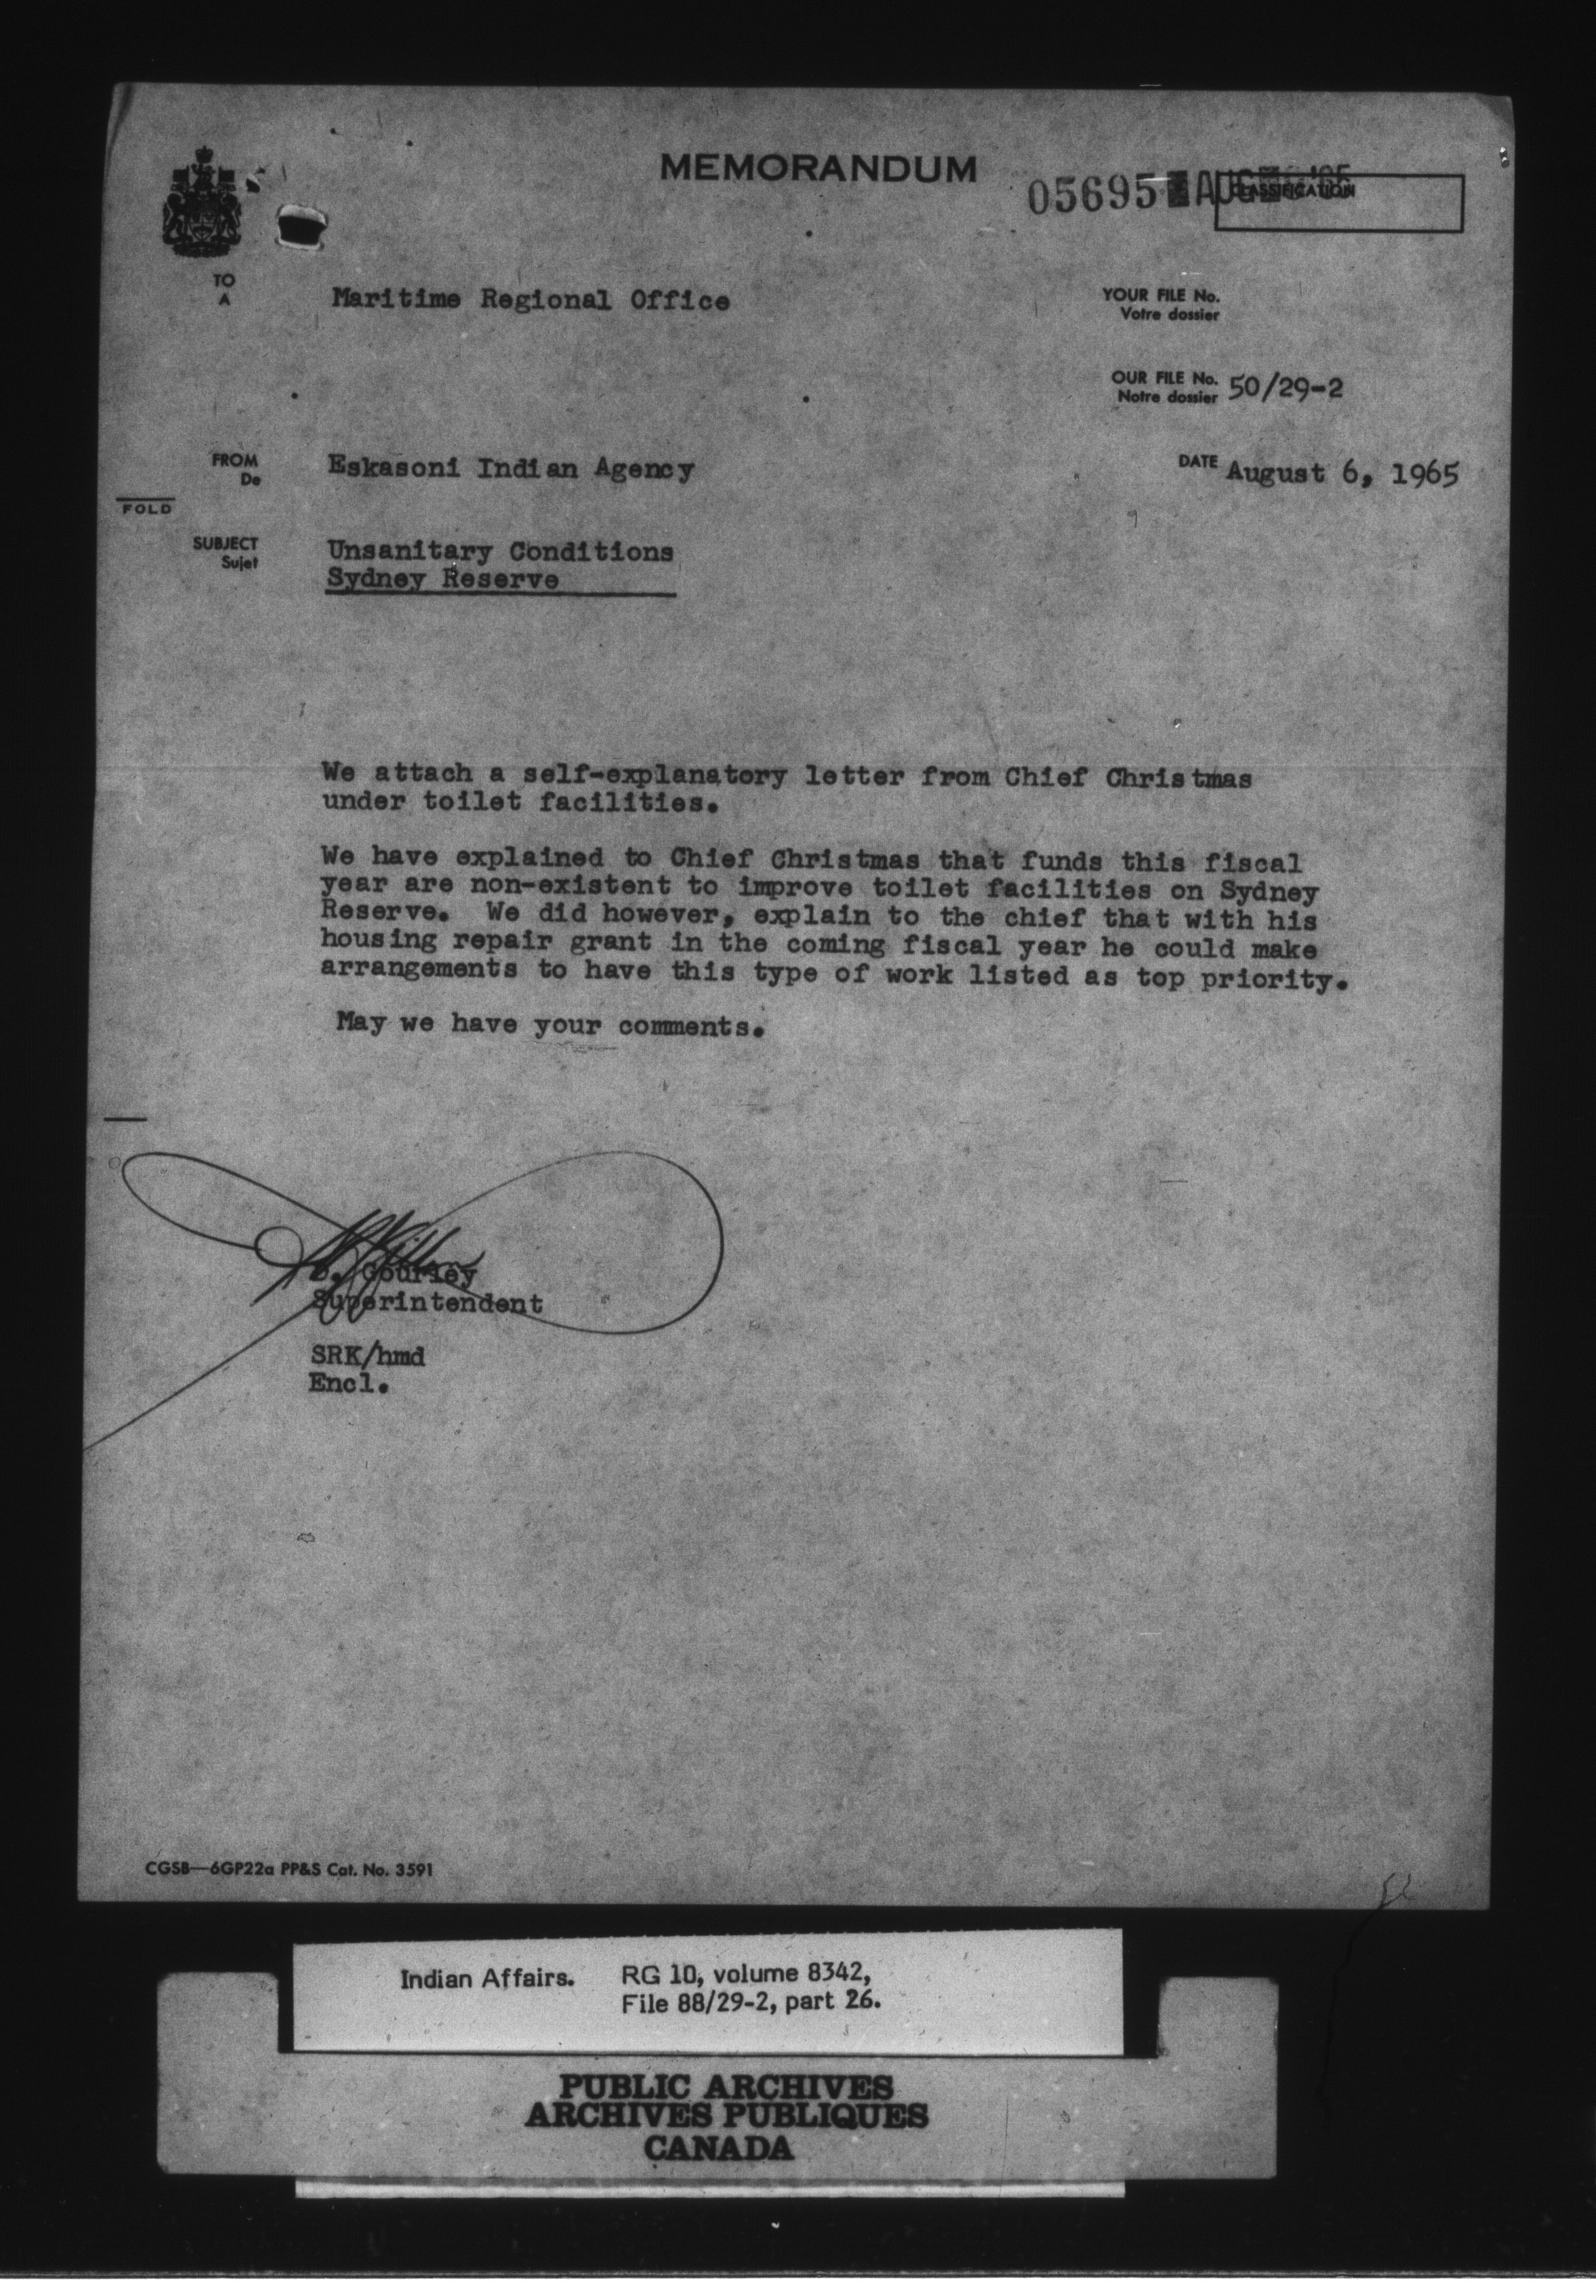 MEMORANDUM
05695 AUG '65
CLASSIFICATION
TO
A
Maritime Regional Office
YOUR FILE No.
Votre dossier
OUR FILE No.
Notre dossier
50/29-2
FROM
De
Eskasoni Indian Agency
DATE
August 6, 1965
FOLD
SUBJECT
Sujet
Unsanitary Conditions
Sydney Reserve
We attach a self-explanatory letter from Chief Christmas
under toilet facilities.
We have explained to Chief Christmas that funds this fiscal
year are non-existent to improve toilet facilities on Sydney
Reserve. We did however, explain to the chief that with his
housing repair grant in the coming fiscal year he could make
arrangements to have this type of work listed as top priority.
May we have your comments.
Gourley
Superintendent
SRK/hmd
Encl.
CGSB—6GP22a PP&S Cat. No. 3591
Indian Affairs. RG 10, volume 8342,
File 88/29-2, part 26.
PUBLIC ARCHIVES
ARCHIVES PUBLIQUES
CANADA